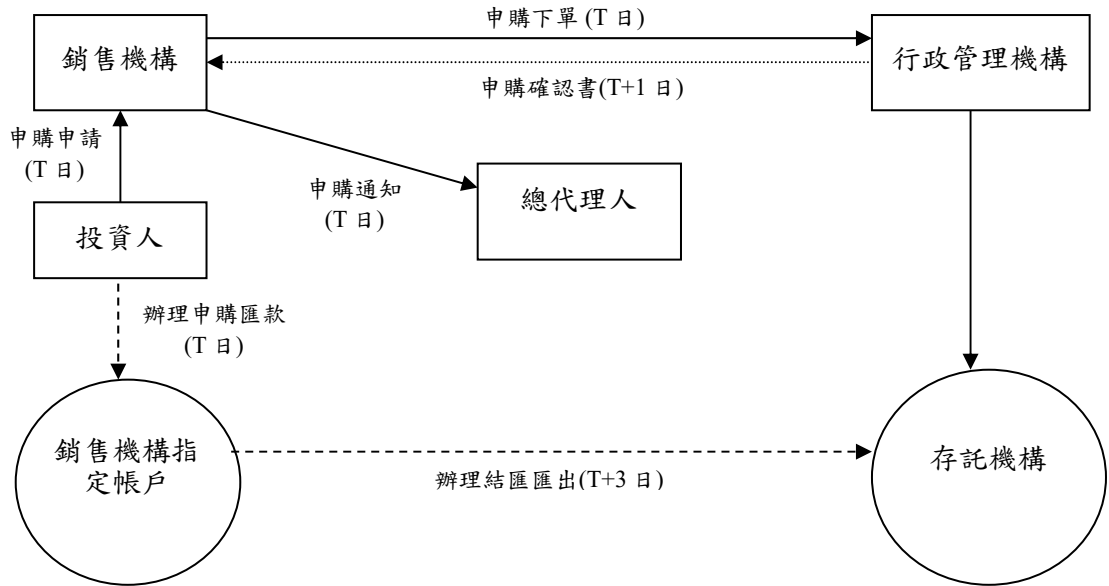 申購下單 (T 日)
銷售機構
行政管理機構
申購確認書(T+1 日)
申購申請
(T 日)
申購通知
(T 日)
總代理人
投資人
辦理申購匯款
(T 日)
銷售機構指
定帳戶
存託機構
辦理結匯匯出(T+3 日)